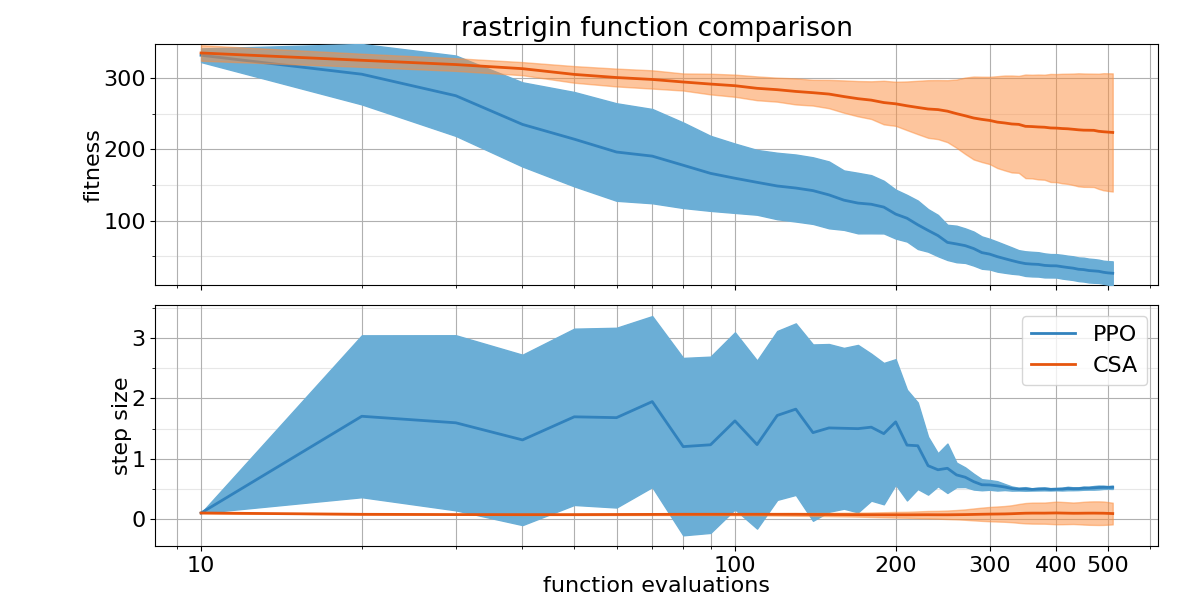 rastrigin function comparison
300
200
100
fitness
3
2
1
0
step size
PPO
CSA
10
100
200
300
400
500
function evaluations